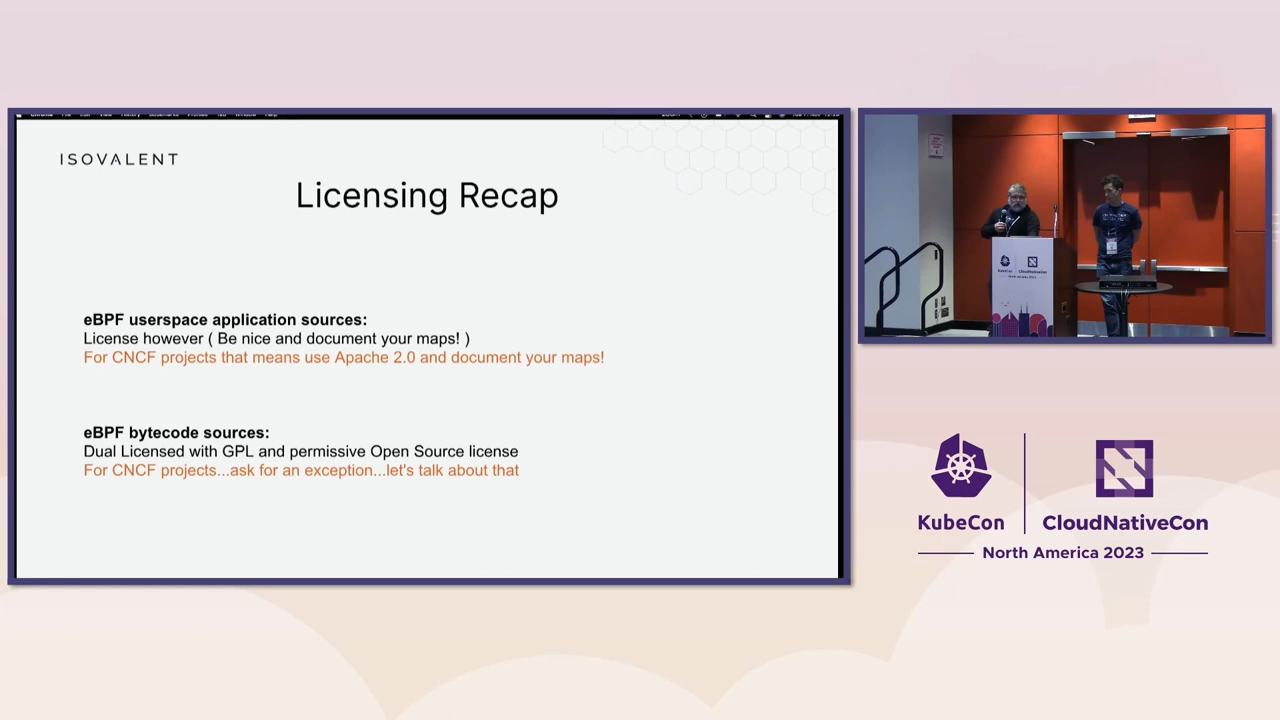 ISOVALENT
Licensing Recap
eBPF userspace application sources:
License however ( Be nice and document your maps! )
For CNCF projects that means use Apache 2.0 and document your maps!
eBPF bytecode sources:
Dual Licensed with GPL and permissive Open Source license
For CNCF projects...ask for an exception...let's talk about that
KubeCon
CloudNativeCon
KubeCon
CloudNativeCon
North America 2023